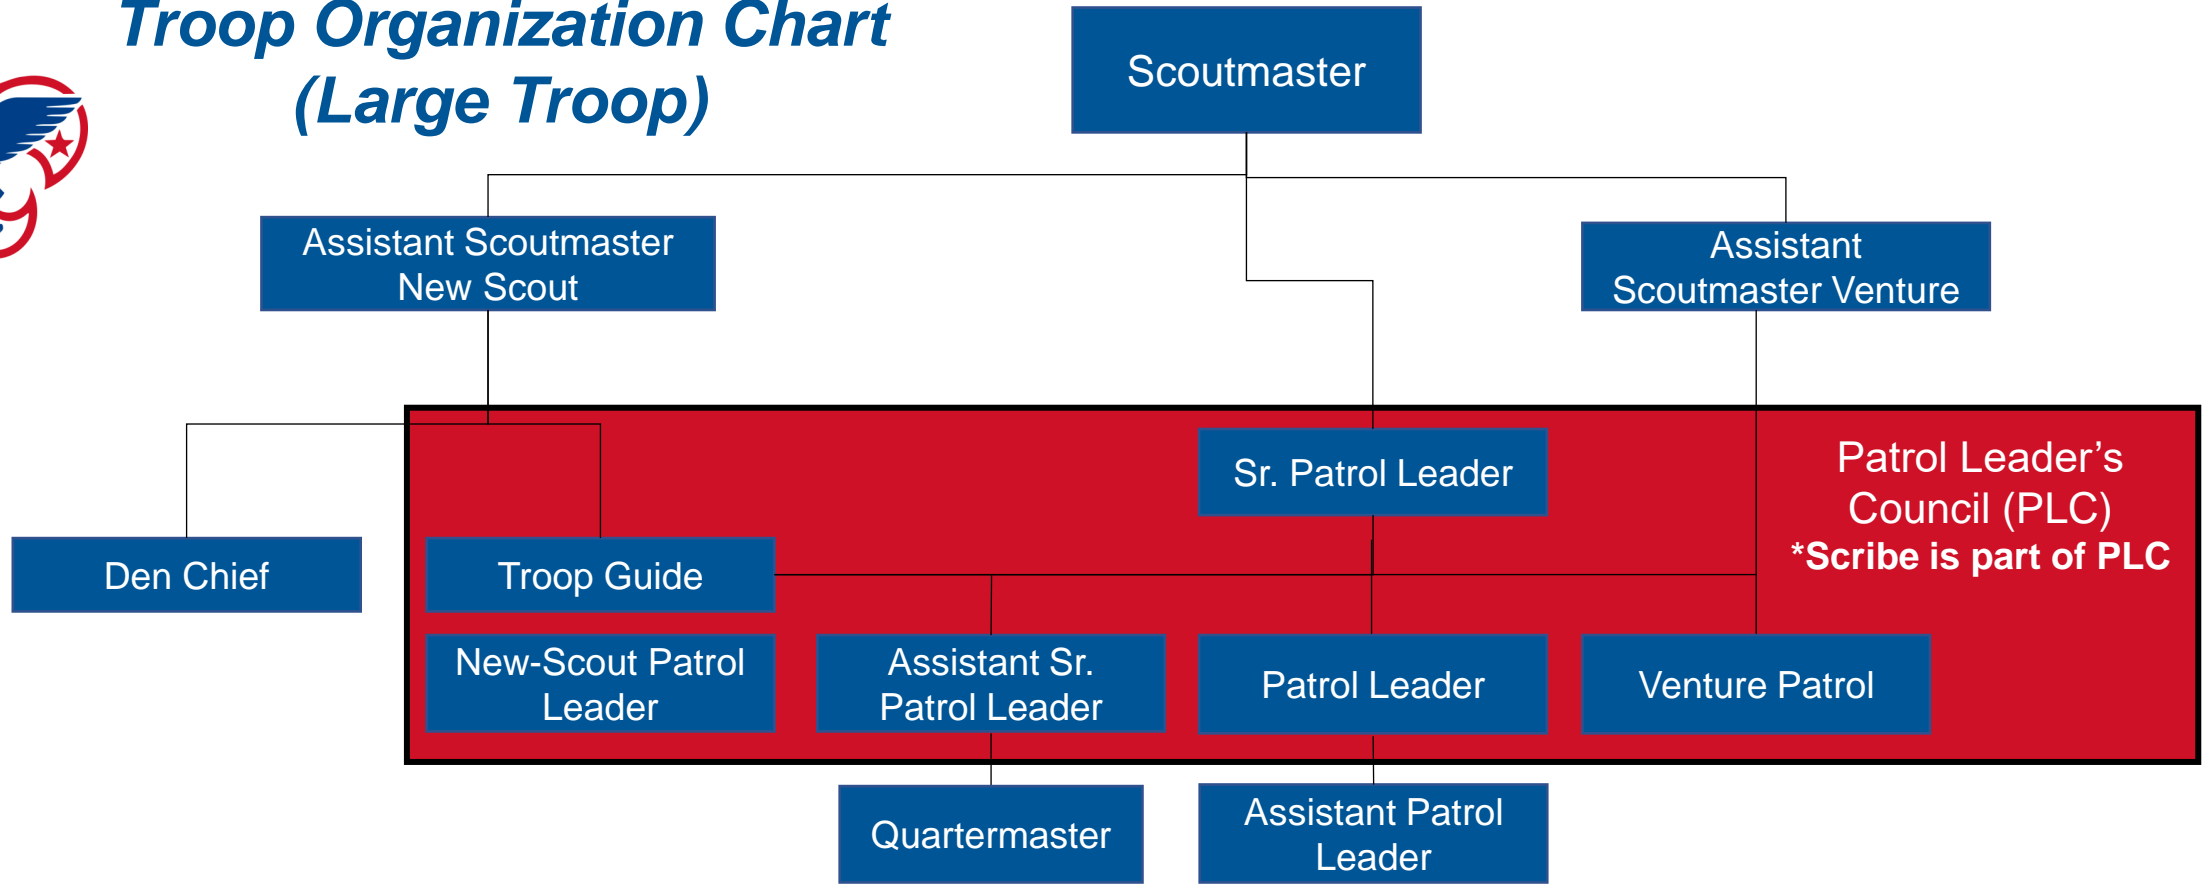 Troop Organization Chart
(Large Troop)
Scoutmaster
Assistant Scoutmaster
New Scout
Assistant
Scoutmaster Venture
Sr. Patrol Leader
Patrol Leader’s
Council (PLC)
*Scribe is part of PLC
Den Chief
Troop Guide
New-Scout Patrol
Leader
Assistant Sr.
Patrol Leader
Patrol Leader
Venture Patrol
Quartermaster
Assistant Patrol
Leader